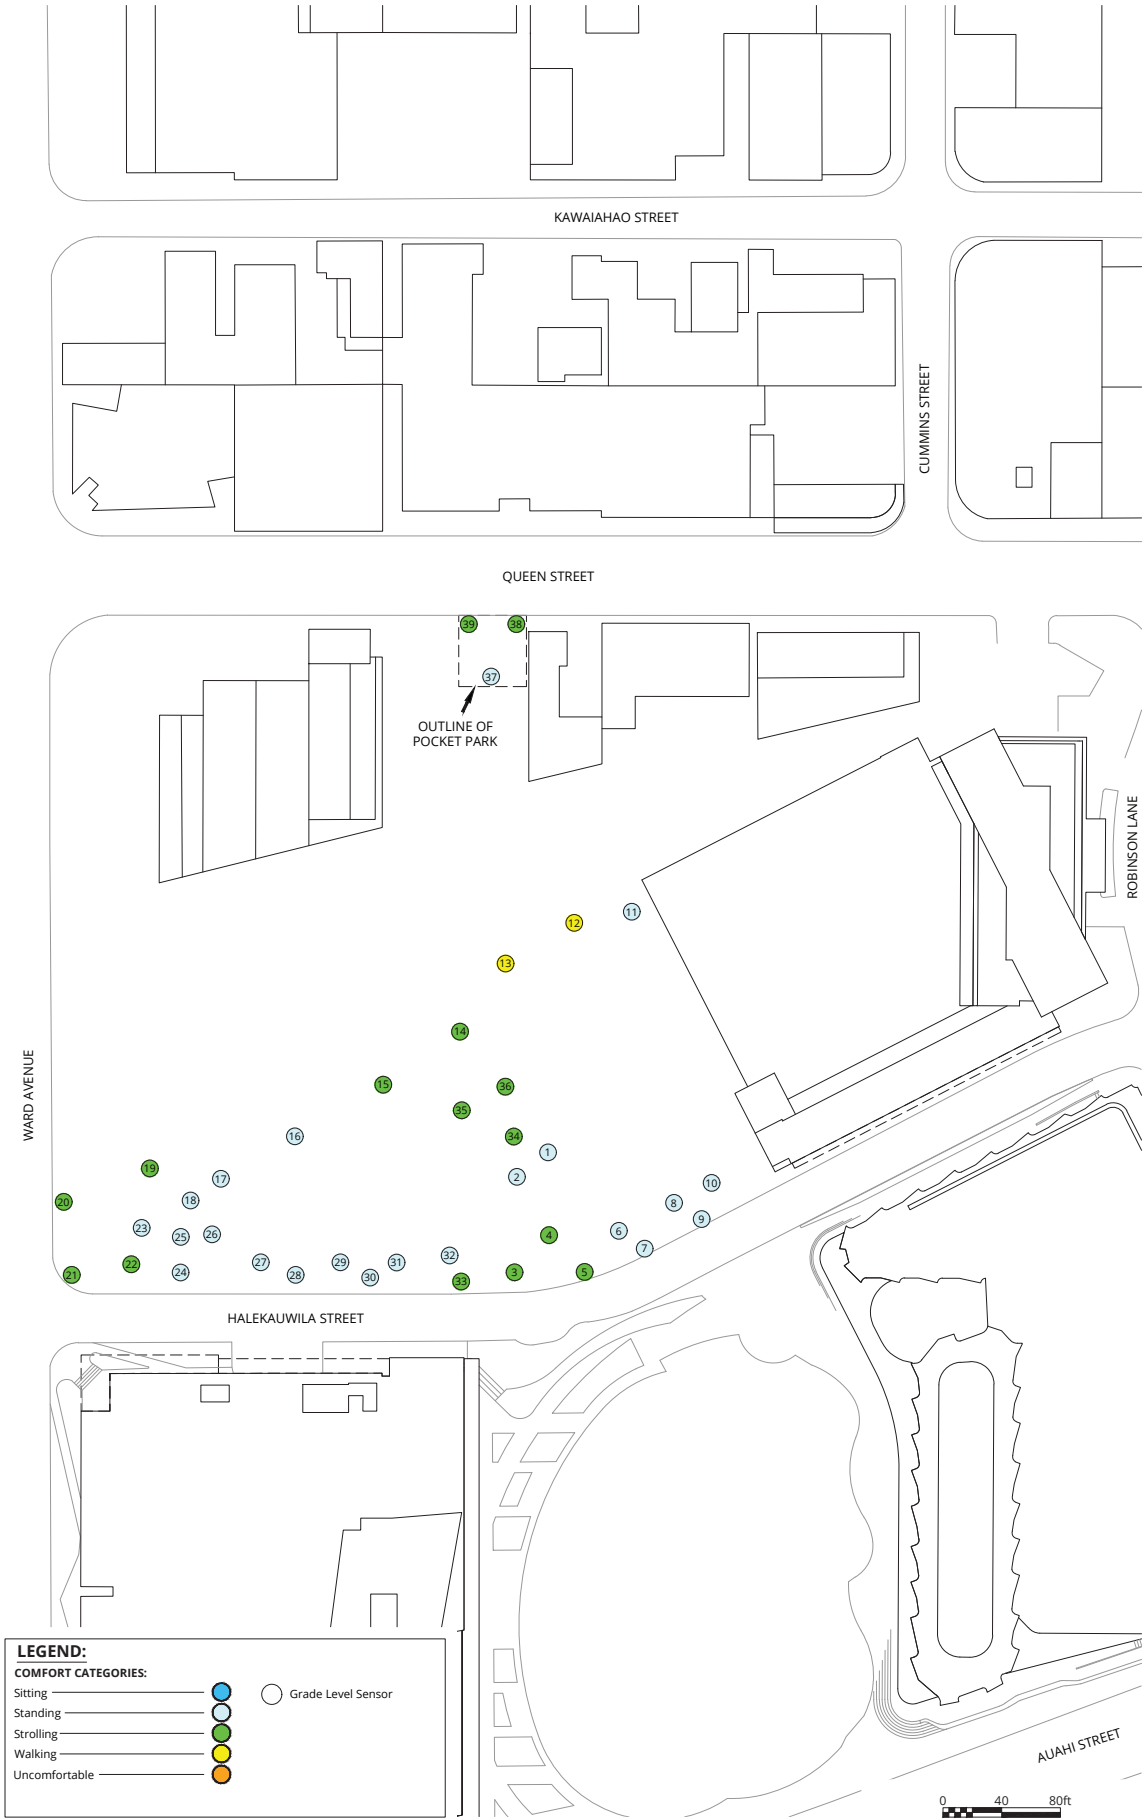 KAWAIAHAO STREET
CUMMINS STREET
QUEEN STREET
39
38
37
OUTLINE OF
POCKET PARK
ROBINSON LANE
11
12
13
14
WARD AVENUE
15
36
35
34
16
1
19
2
17
10
18
20
8
9
23
6
26
25
4
7
32
27
29
31
22
24
3
5
21
28
30
33
HALEKAUWILA STREET
LEGEND:
COMFORT CATEGORIES:
Sitting
Grade Level Sensor
Standing
Strolling
Walking
Uncomfortable
AUAHI STREET
0 40 80ft